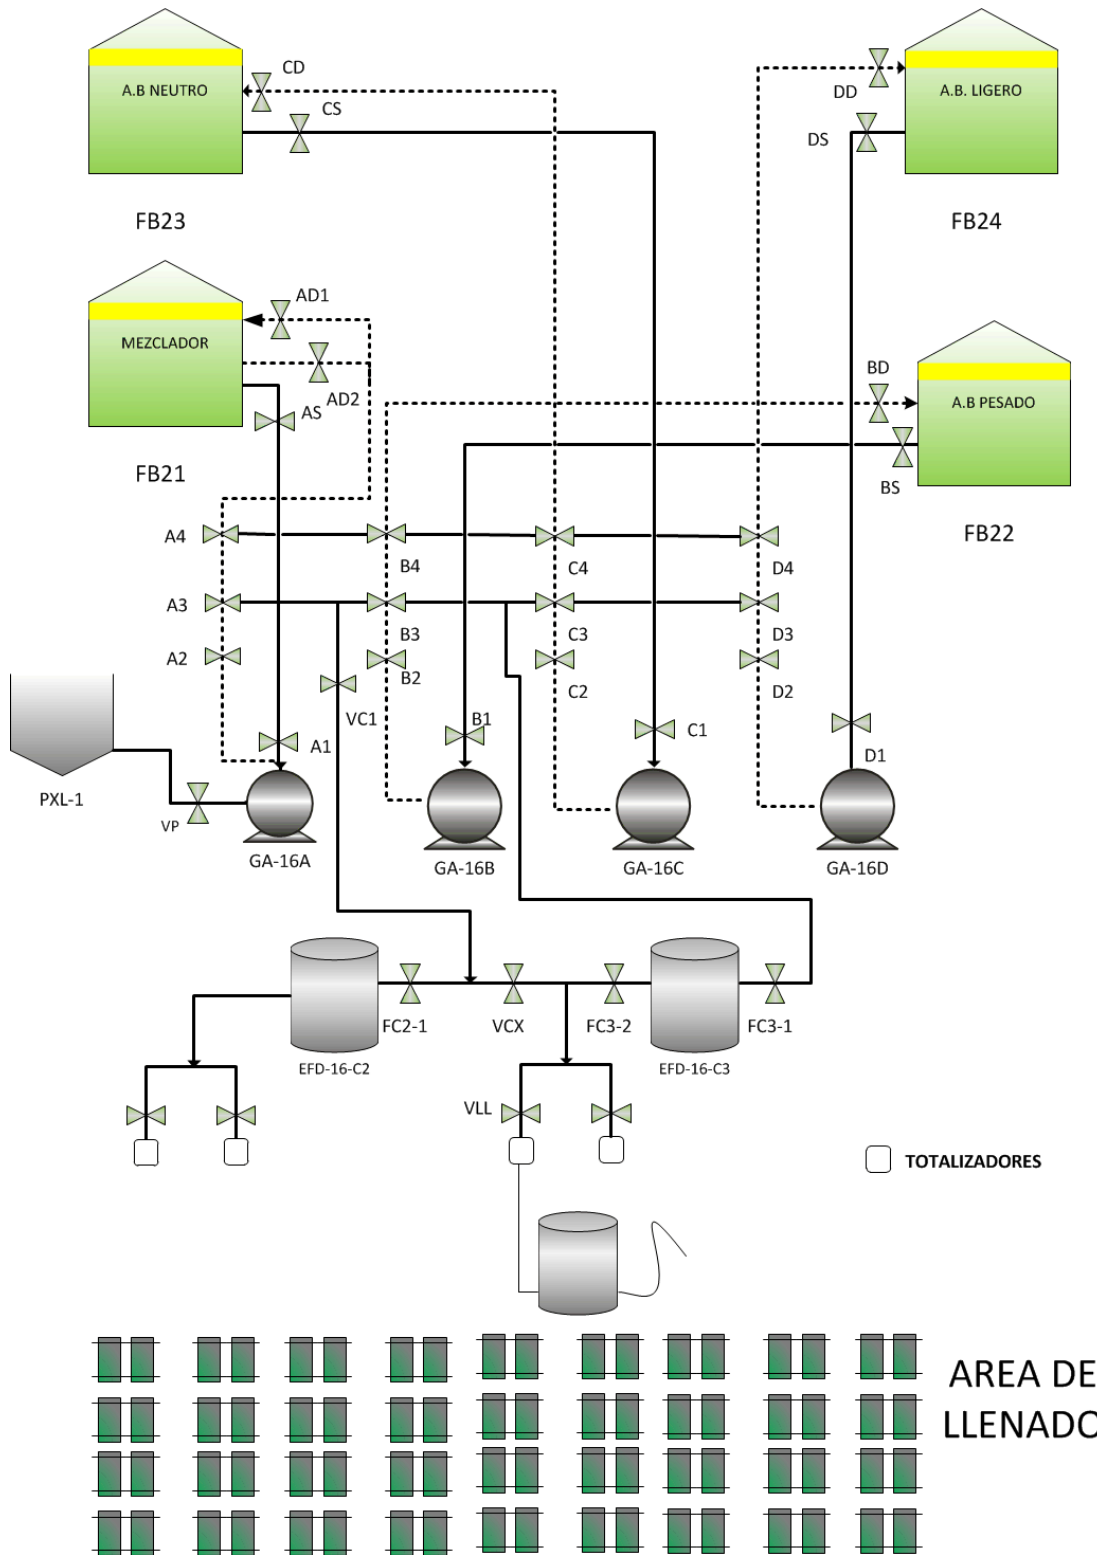 CD
A.B NEUTRO
CS
FB23
DD
A.B. LIGERO
DS
FB24
AD1
MEZCLADOR
AD2
AS
FB21
BD
A.B PESADO
BS
FB22
A4
B4
C4
D4
A3
B3
C3
D3
A2
B2
C2
D2
VC1
A1
B1
C1
D1
PXL-1
VP
GA-16A
GA-16B
GA-16C
GA-16D
FC2-1
VCX
FC3-2
FC3-1
EFD-16-C2
EFD-16-C3
VLL
TOTALIZADORES
AREA DE
LLENADO